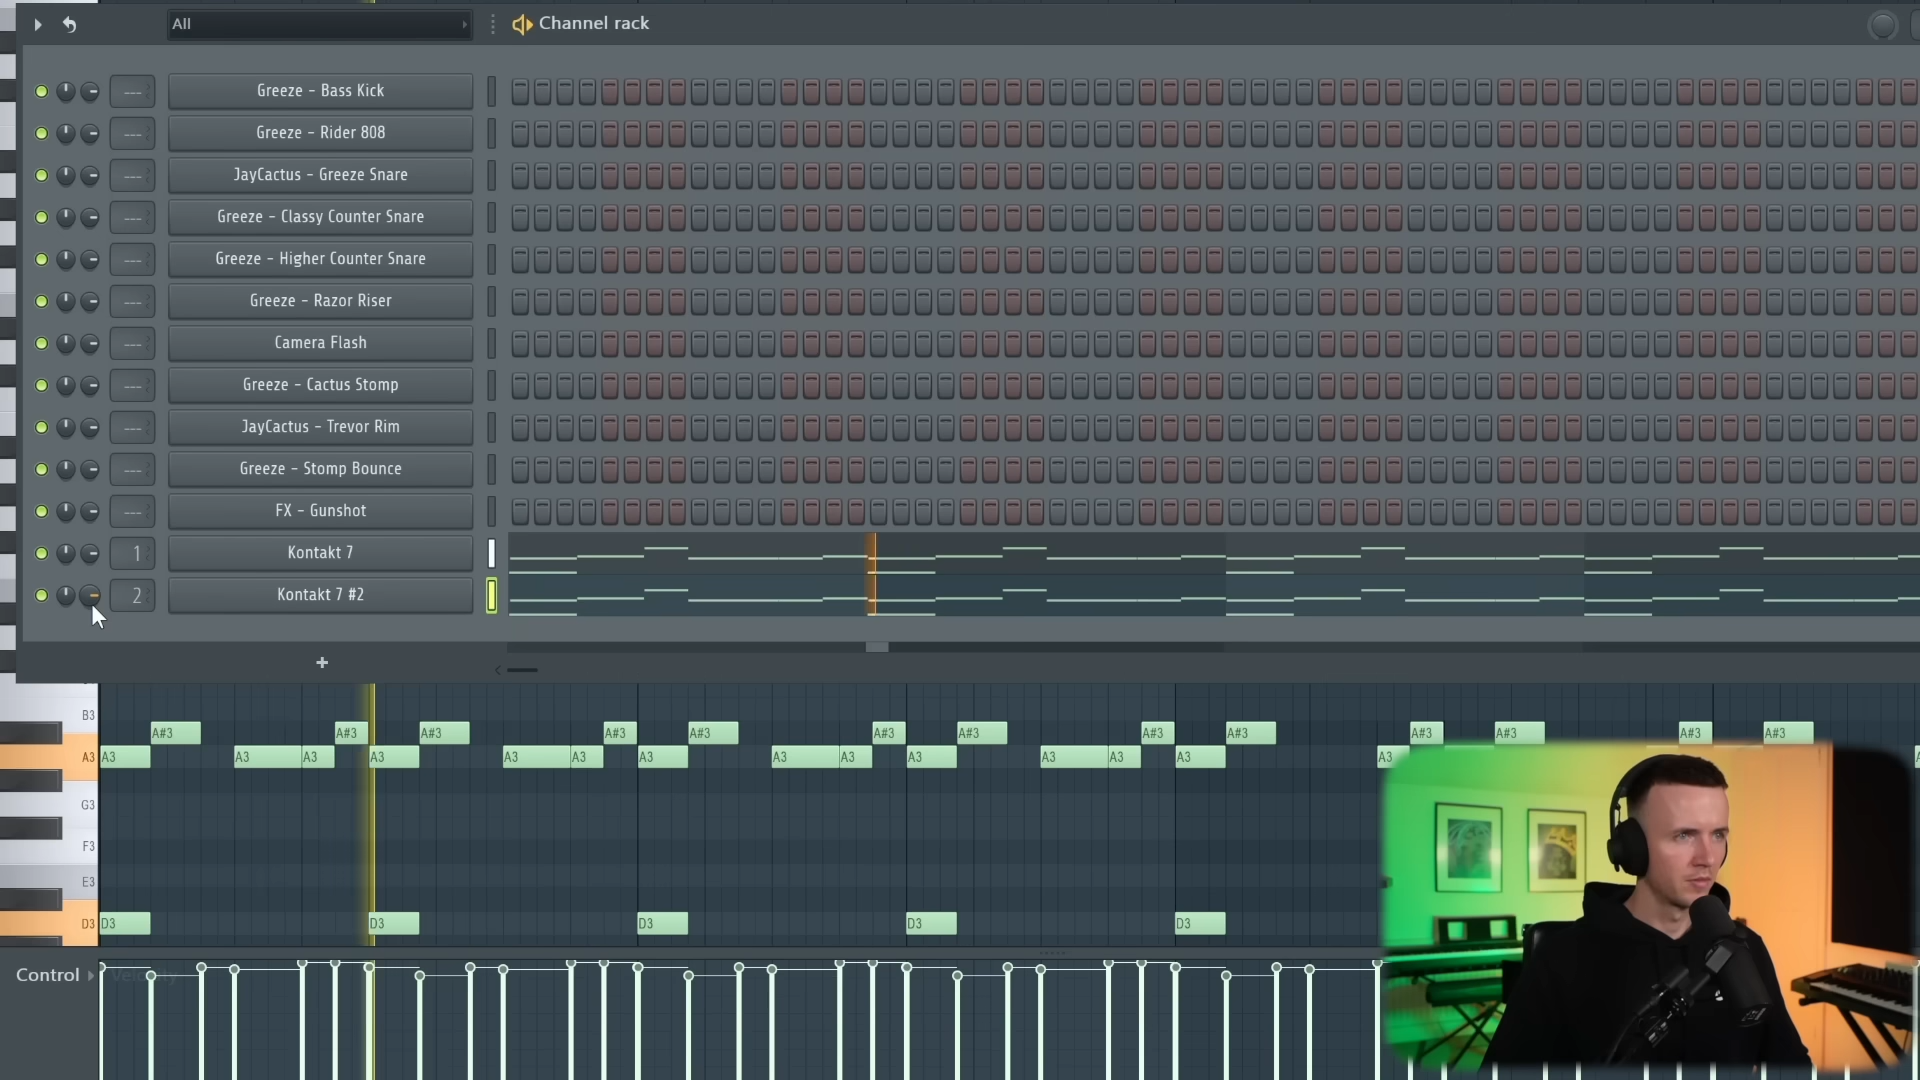 All
Channel rack
--- Greeze - Bass Kick
--- Greeze - Rider 808
--- JayCactus - Greeze Snare
--- Greeze - Classy Counter Snare
--- Greeze - Higher Counter Snare
--- Greeze - Razor Riser
--- Camera Flash
--- Greeze - Cactus Stomp
--- JayCactus - Trevor Rim
--- Greeze - Stomp Bounce
--- FX - Gunshot
1 Kontakt 7
2 Kontakt 7 #2
+
B3
A#3 A#3 A#3 A#3 A#3 A#3 A#3 A#3 A#3 A#3 A#3 A#3 A#3
A3 A3 A3 A3 A3 A3 A3 A3 A3 A3 A3 A3 A3 A3 A3 A3
G3
F3
E3
D3 D3 D3 D3 D3 D3
Control Velocity